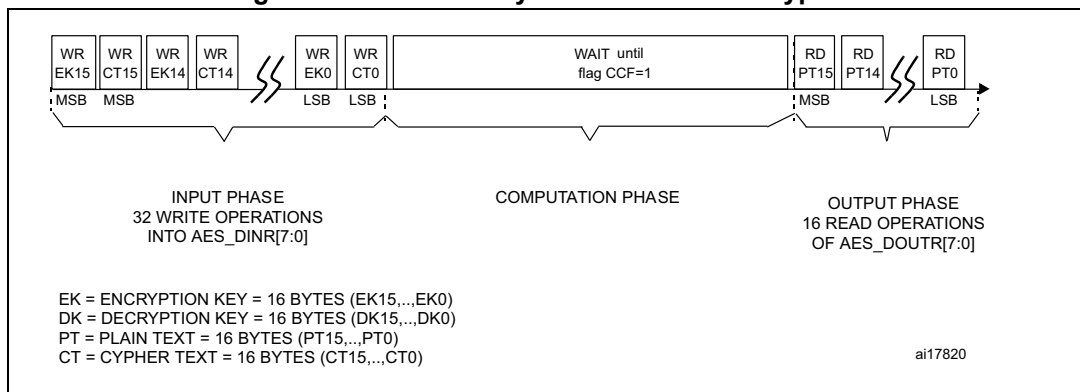 WR EK15
WR CT15
WR EK14
WR CT14
WR EK0
WR CT0
WAIT until
flag CCF=1
RD PT15
RD PT14
RD PT0
MSB MSB LSB LSB MSB LSB
INPUT PHASE
32 WRITE OPERATIONS
INTO AES_DINR[7:0]
COMPUTATION PHASE
OUTPUT PHASE
16 READ OPERATIONS
OF AES_DOUTR[7:0]
EK = ENCRYPTION KEY = 16 BYTES (EK15,..,EK0)
DK = DECRYPTION KEY = 16 BYTES (DK15,..,DK0)
PT = PLAIN TEXT = 16 BYTES (PT15,..,PT0)
CT = CYPHER TEXT = 16 BYTES (CT15,..,CT0)
ai17820